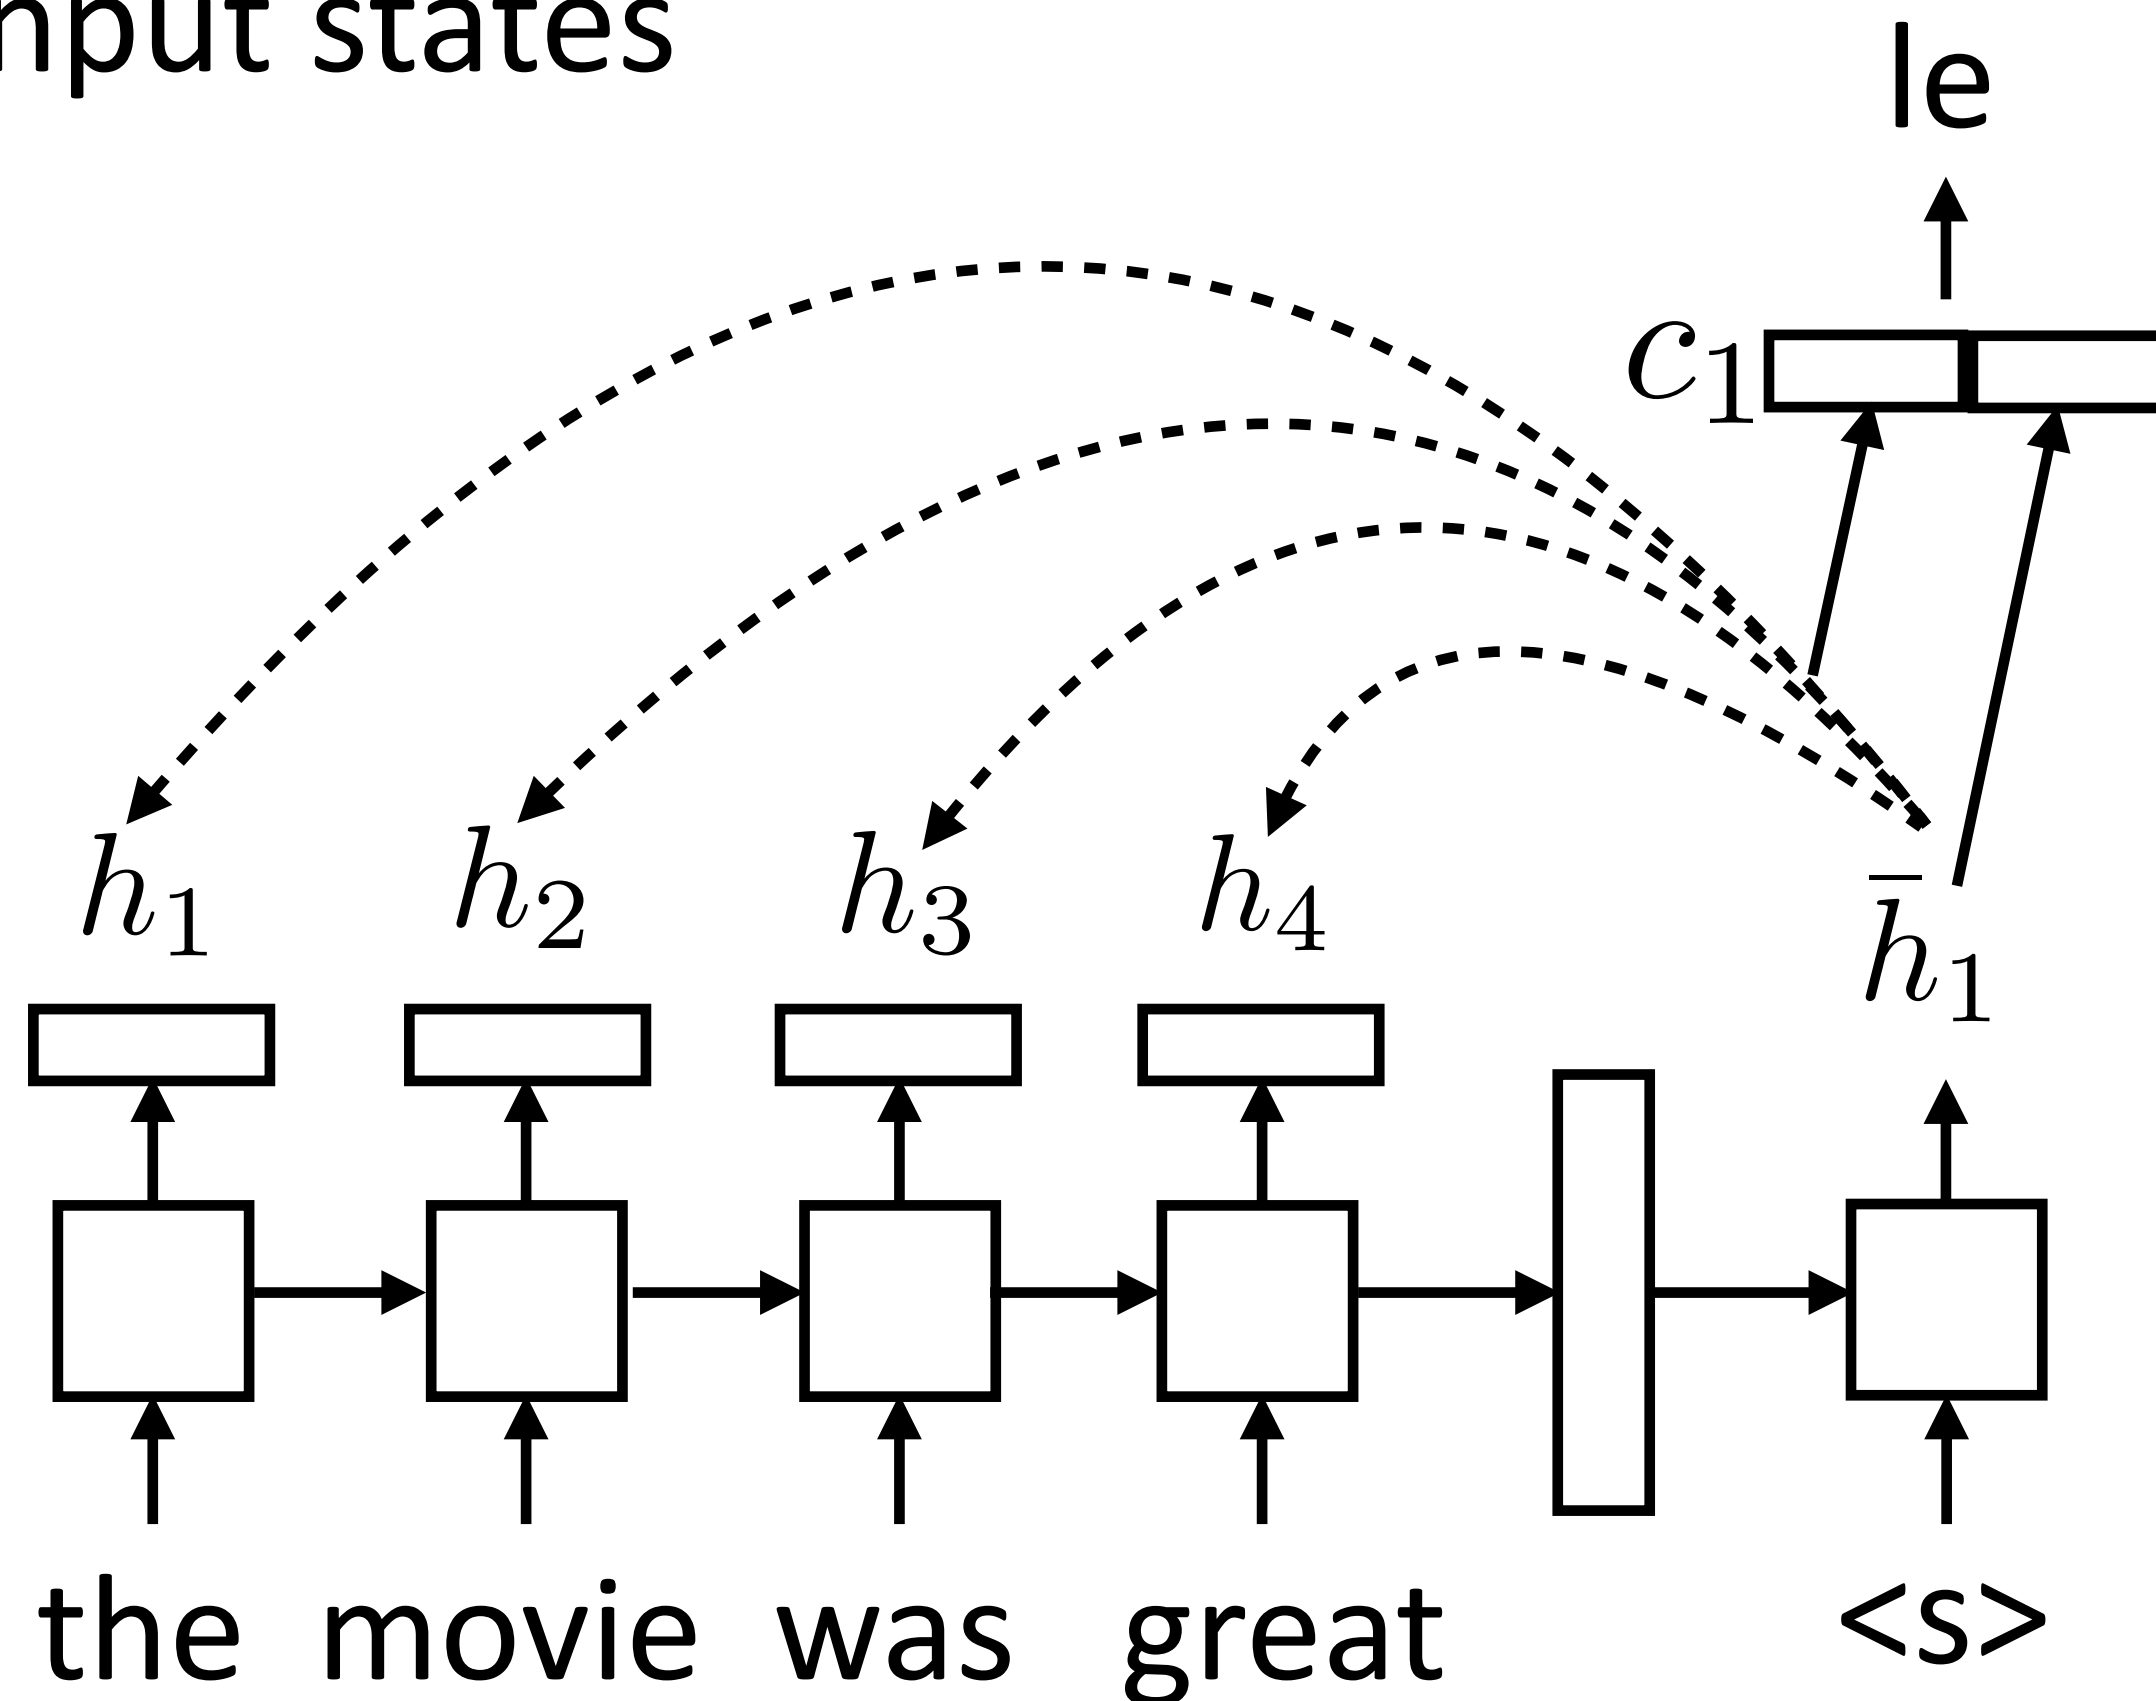 nput states
le
c₁
h₁ h₂ h₃ h₄
h̄₁
the movie was great <s>